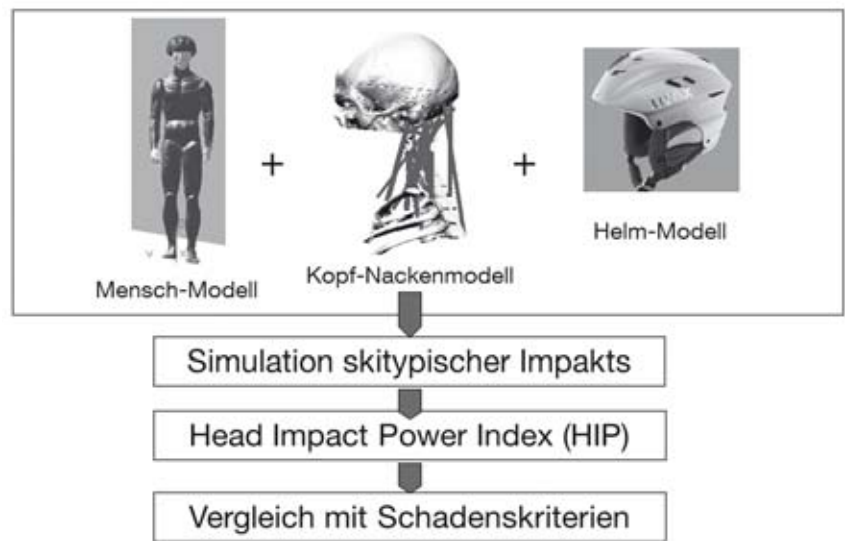 +
+
Helm-Modell
Mensch-Modell
Kopf-Nackenmodell
Simulation skitypischer Impakts
Head Impact Power Index (HIP)
Vergleich mit Schadenskriterien